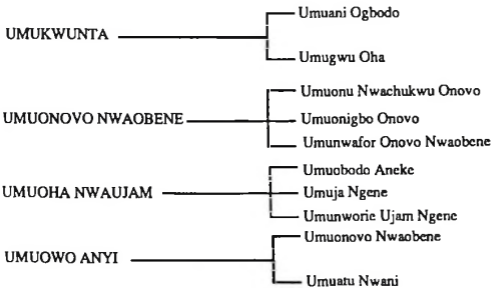 Umuani Ogbodo
UMUKWUNTA
Umugwu Oha
Umuonu Nwachukwu Onovo
UMUONOVO NWAOBENE Umuonigbo Onovo
Umunwafor Onovo Nwaobene
Umuobodo Aneke
UMUOHA NWAUJAM Umuja Ngene
Umunworie Ujam Ngene
Umuonovo Nwaobene
UMUOWO ANYI
Umuatu Nwani